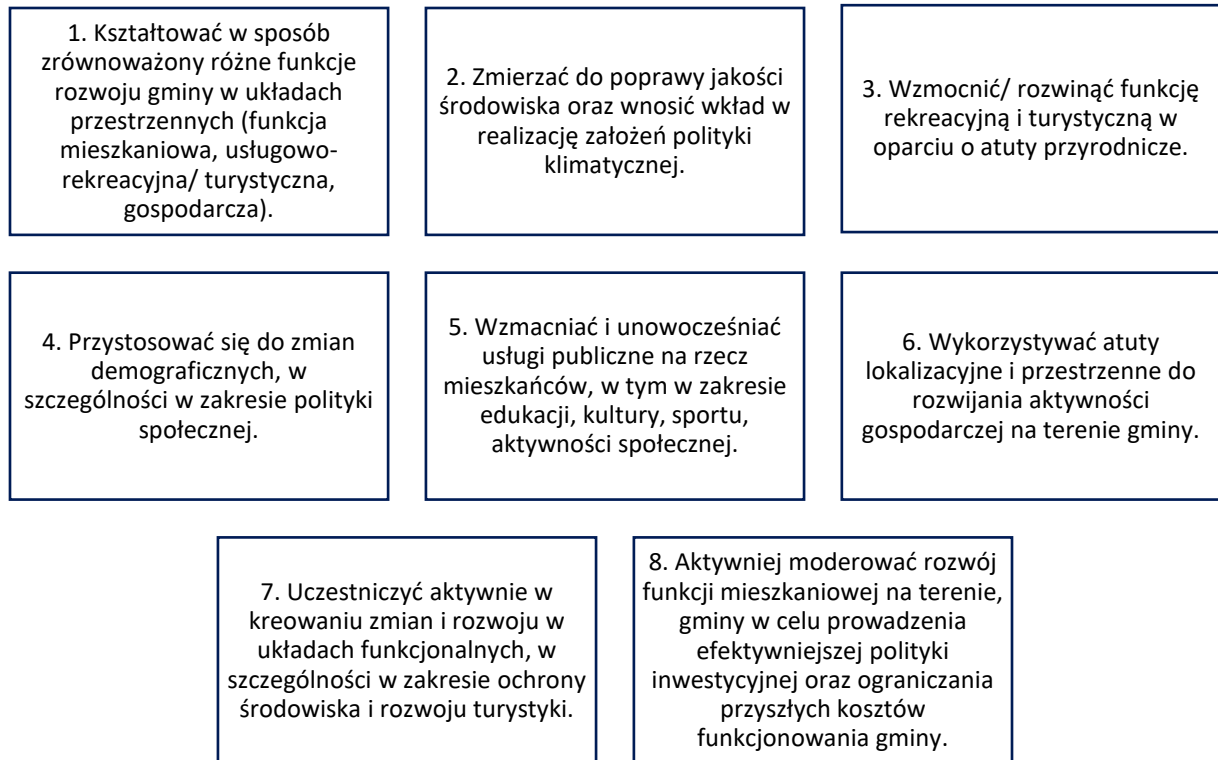 1. Kształtować w sposób
zrównoważony różne funkcje
rozwoju gminy w układach
przestrzennych (funkcja
mieszkaniowa, usługowo-
rekreacyjna/ turystyczna,
gospodarcza).
2. Zmierzać do poprawy jakości
środowiska oraz wnosić wkład w
realizację założeń polityki
klimatycznej.
3. Wzmocnić/ rozwinąć funkcję
rekreacyjną i turystyczną w
oparciu o atuty przyrodnicze.
4. Przystosować się do zmian
demograficznych, w
szczególności w zakresie polityki
społecznej.
5. Wzmacniać i unowocześniać
usługi publiczne na rzecz
mieszkańców, w tym w zakresie
edukacji, kultury, sportu,
aktywności społecznej.
6. Wykorzystywać atuty
lokalizacyjne i przestrzenne do
rozwijania aktywności
gospodarczej na terenie gminy.
7. Uczestniczyć aktywnie w
kreowaniu zmian i rozwoju w
układach funkcjonalnych, w
szczególności w zakresie ochrony
środowiska i rozwoju turystyki.
8. Aktywniej moderować rozwój
funkcji mieszkaniowej na terenie,
gminy w celu prowadzenia
efektywniejszej polityki
inwestycyjnej oraz ograniczania
przyszłych kosztów
funkcjonowania gminy.